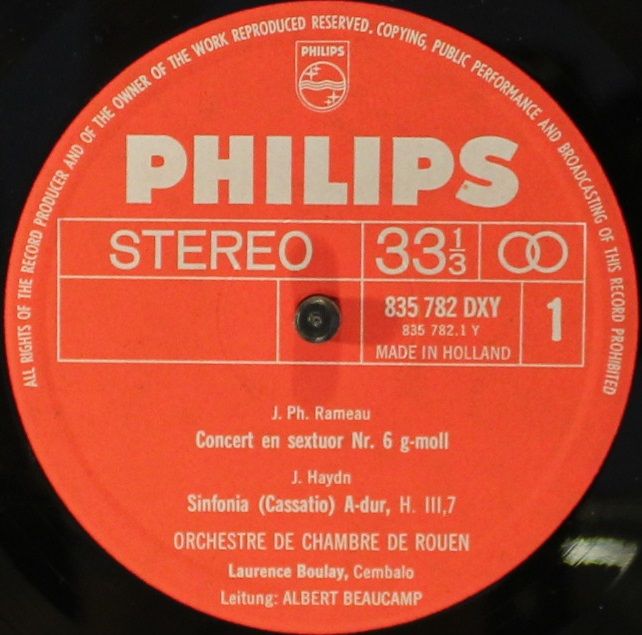 ALL RIGHTS OF THE RECORD PRODUCER AND OF THE OWNER OF THE WORK REPRODUCED RESERVED. COPYING, PUBLIC PERFORMANCE AND BROADCASTING OF THIS RECORD PROHIBITED
PHILIPS
PHILIPS
STEREO 33 1/3
835 782 DXY 1
835 782.1 Y
MADE IN HOLLAND
J. Ph. Rameau
Concert en sextuor Nr. 6 g-moll
J. Haydn
Sinfonia (Cassatio) A-dur, H. III,7
ORCHESTRE DE CHAMBRE DE ROUEN
Laurence Boulay, Cembalo
Leitung: ALBERT BEAUCAMP